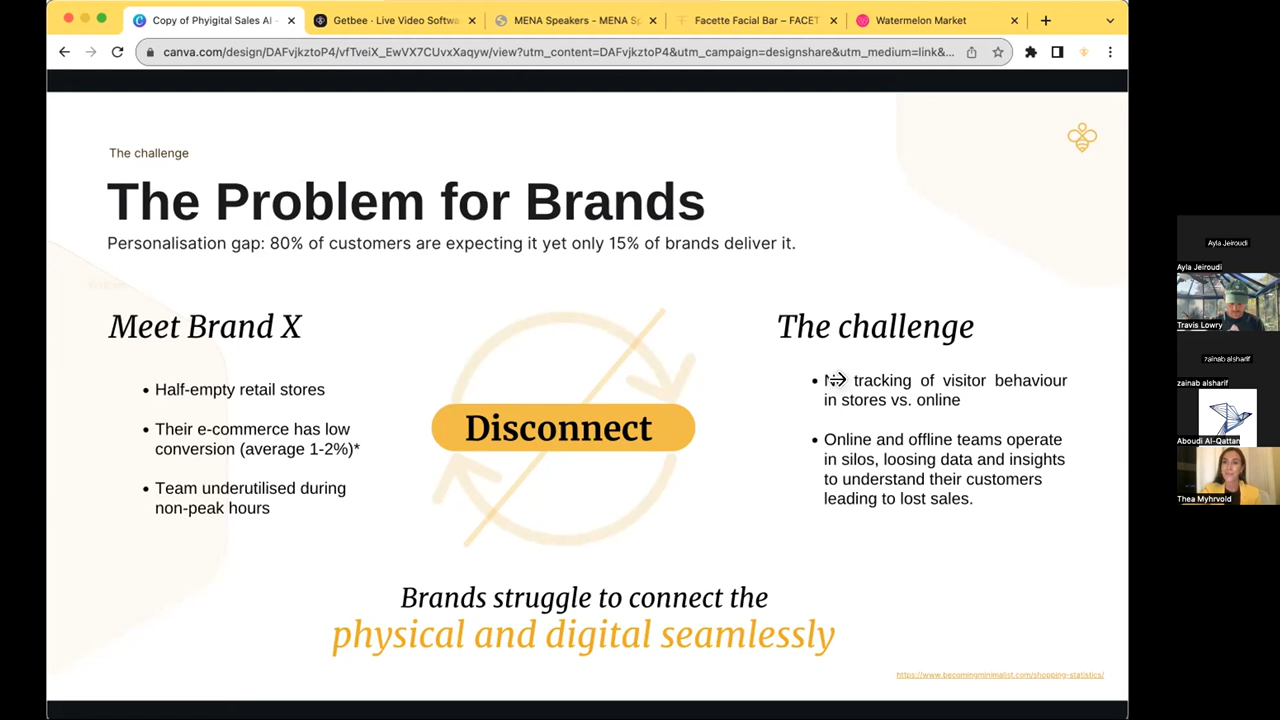 Copy of Phyigital Sales AI -
Getbee · Live Video Softwa
MENA Speakers - MENA Sp
Facette Facial Bar – FACET
Watermelon Market
canva.com/design/DAFvjkztoP4/vfTveiX_EwVX7CUvxXaqyw/view?utm_content=DAFvjkztoP4&utm_campaign=designshare&utm_medium=link&...
The challenge
The Problem for Brands
Personalisation gap: 80% of customers are expecting it yet only 15% of brands deliver it.
Meet Brand X
• Half-empty retail stores
• Their e-commerce has low
conversion (average 1-2%)*
• Team underutilised during
non-peak hours
Disconnect
The challenge
• tracking of visitor behaviour
in stores vs. online
• Online and offline teams operate
in silos, loosing data and insights
to understand their customers
leading to lost sales.
Brands struggle to connect the
physical and digital seamlessly
https://www.becomingminimalist.com/shopping-statistics/
Ayla Jeiroudi
Ayla Jeiroudi
Travis Lowry
zainab alsharif
zainab alsharif
Aboudi Al-Qattan
Thea Myhrvold